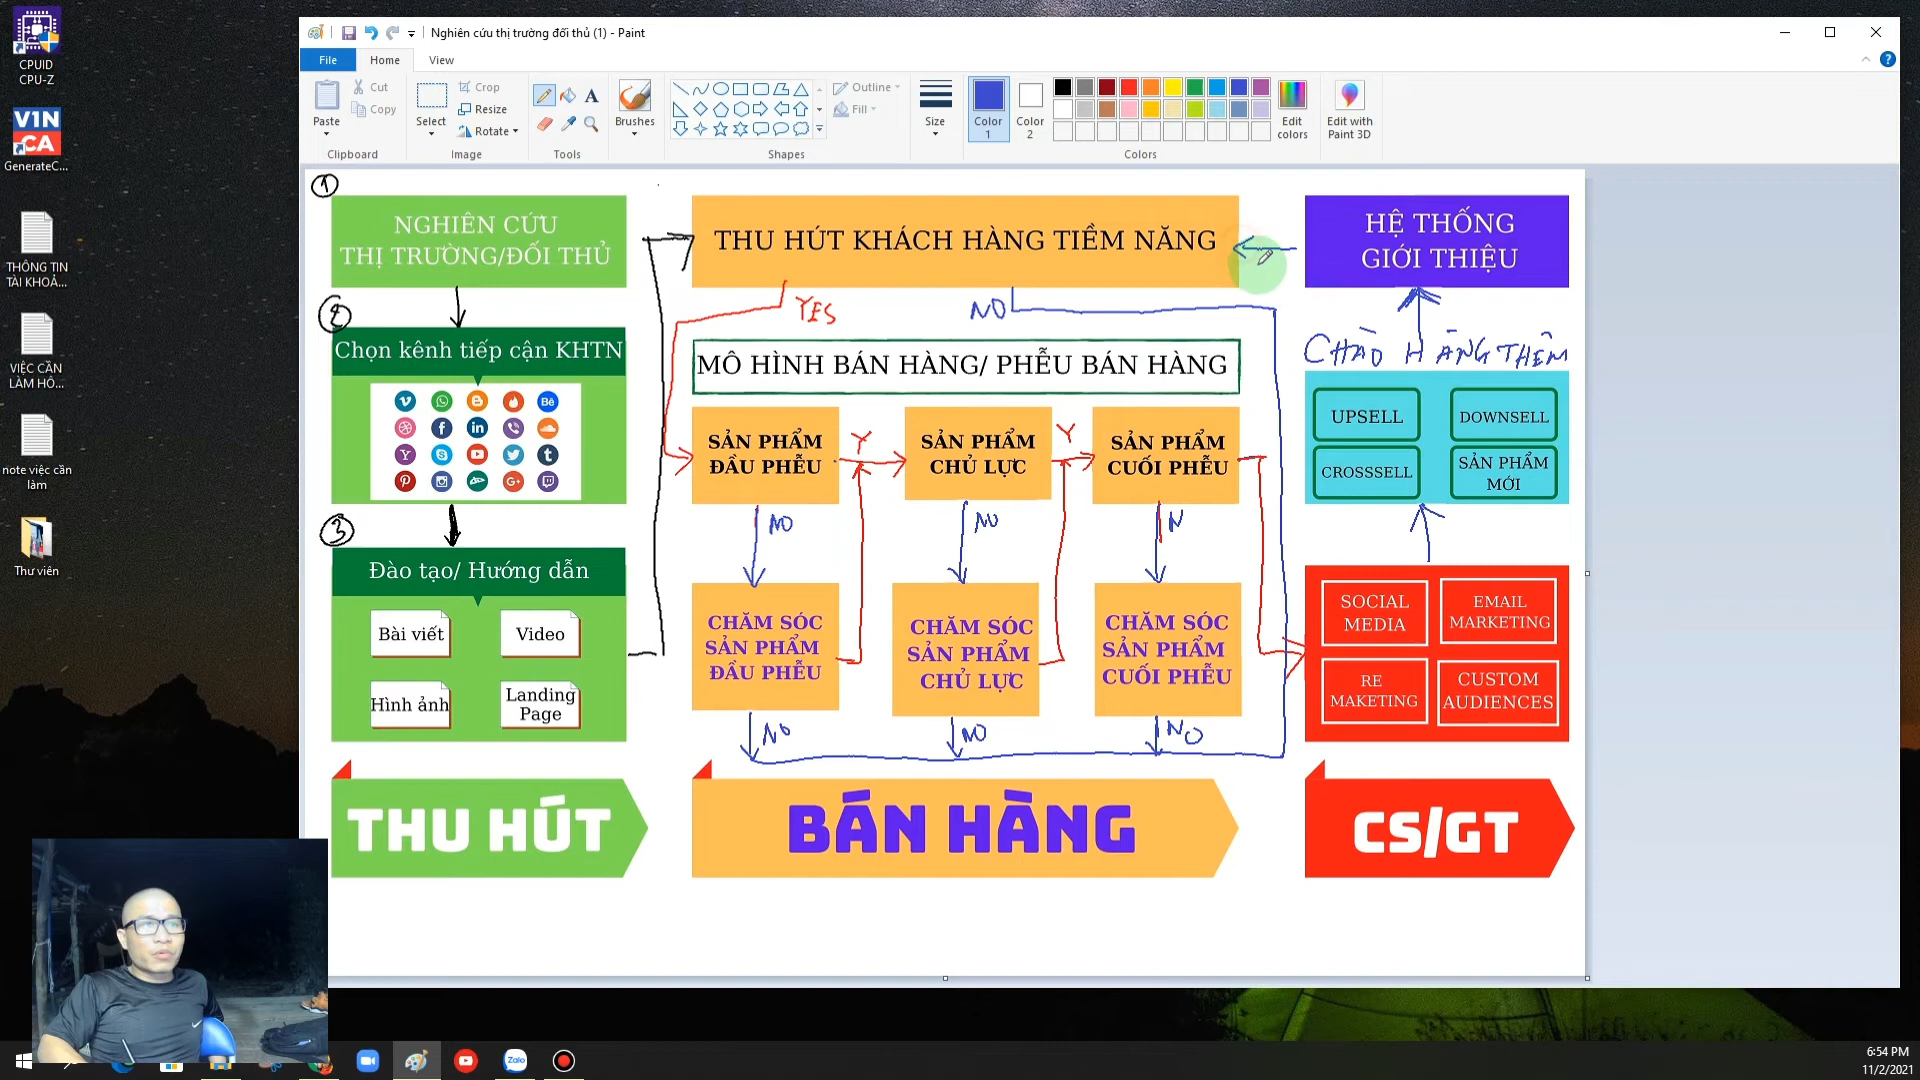 CPUID
CPU-Z
V1N
CA
GenerateC...
THÔNG TIN
TÀI KHOẢ...
VIỆC CẦN
LÀM HÔ...
note việc cần
làm
Thư viên
Nghiên cứu thị trường đối thủ (1) - Paint
File
Home
View
Paste
Cut
Copy
Clipboard
Select
Crop
Resize
Rotate
Image
Tools
Brushes
Shapes
Outline
Fill
Size
Color
1
Color
2
Edit
colors
Edit with
Paint 3D
Colors
1
NGHIÊN CỨU
THỊ TRƯỜNG/ĐỐI THỦ
2
Chọn kênh tiếp cận KHTN
3
Đào tạo/ Hướng dẫn
Bài viết
Video
Hình ảnh
Landing
Page
THU HÚT
THU HÚT KHÁCH HÀNG TIỀM NĂNG
YES
NO
MÔ HÌNH BÁN HÀNG/ PHỄU BÁN HÀNG
SẢN PHẨM
ĐẦU PHỄU
Y
SẢN PHẨM
CHỦ LỰC
Y
SẢN PHẨM
CUỐI PHỄU
NO
NO
N
CHĂM SÓC
SẢN PHẨM
ĐẦU PHỄU
CHĂM SÓC
SẢN PHẨM
CHỦ LỰC
CHĂM SÓC
SẢN PHẨM
CUỐI PHỄU
NO
NO
NO
BÁN HÀNG
HỆ THỐNG
GIỚI THIỆU
CHÀO HÀNG THÊM
UPSELL
DOWNSELL
CROSSSELL
SẢN PHẨM
MỚI
SOCIAL
MEDIA
EMAIL
MARKETING
RE
MAKETING
CUSTOM
AUDIENCES
CS/GT
Zalo
6:54 PM
11/2/2021